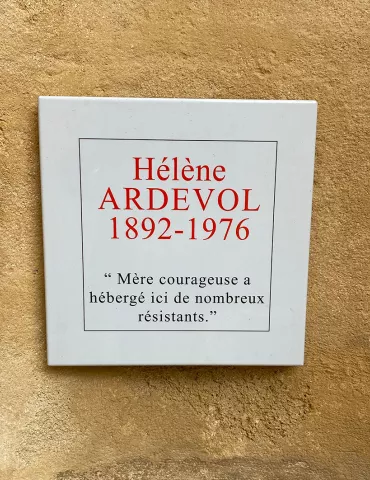 Hélène
ARDEVOL
1892-1976
“ Mère courageuse a
hébergé ici de nombreux
résistants.”